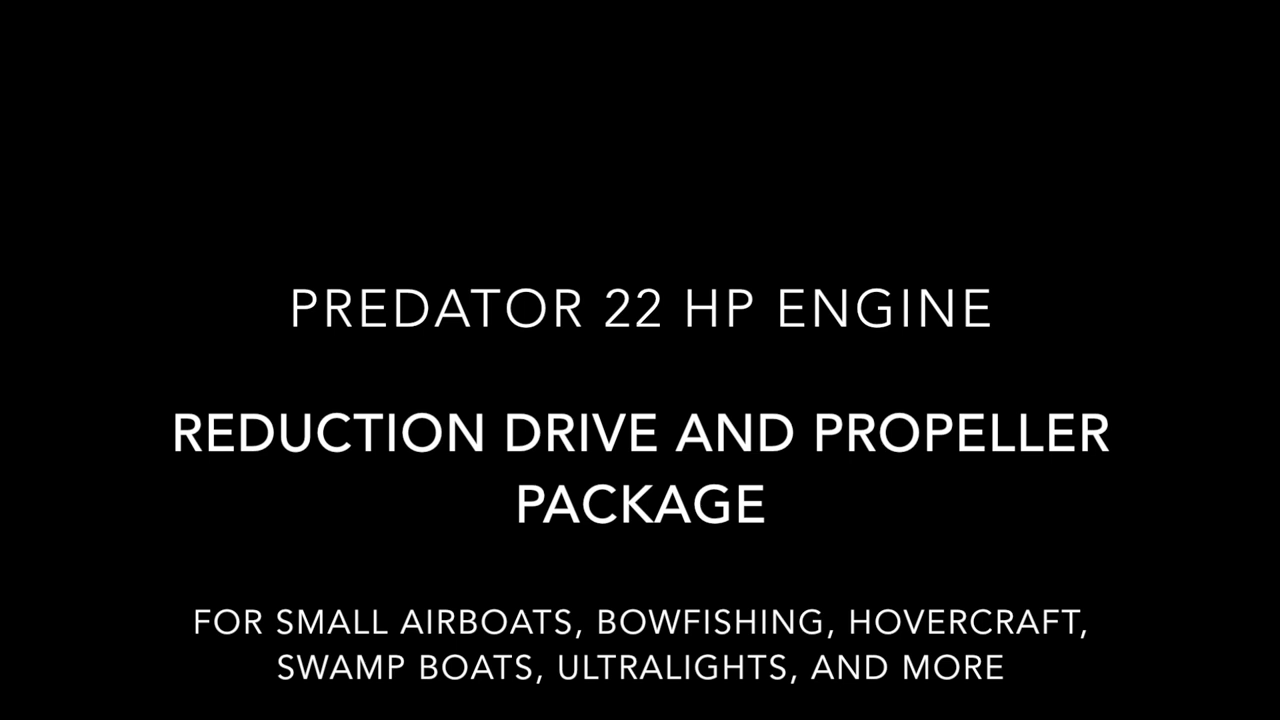 PREDATOR 22 HP ENGINE
REDUCTION DRIVE AND PROPELLER
PACKAGE
FOR SMALL AIRBOATS, BOWFISHING, HOVERCRAFT,
SWAMP BOATS, ULTRALIGHTS, AND MORE